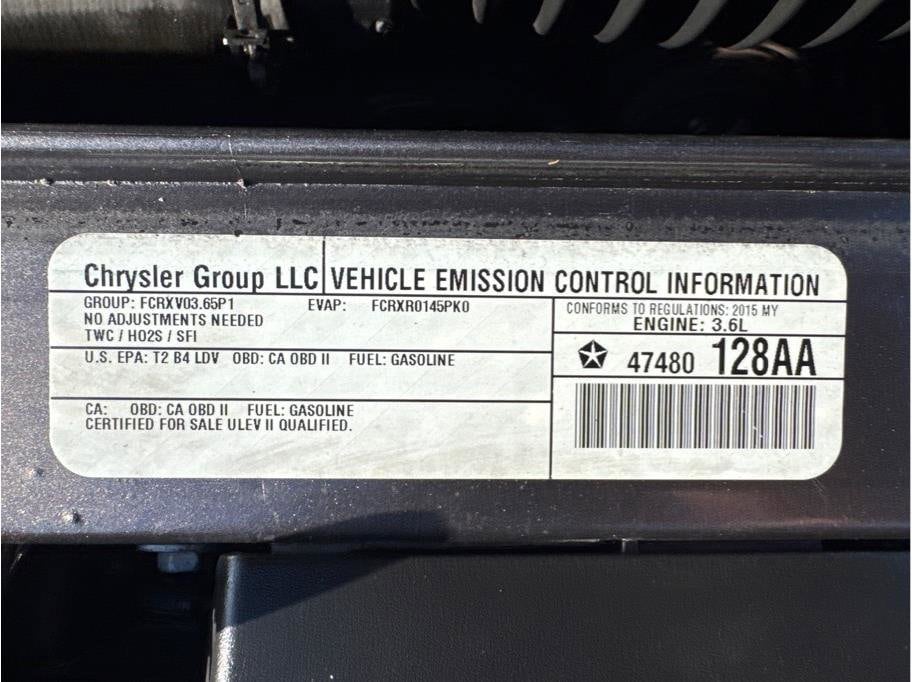 Chrysler Group LLC VEHICLE EMISSION CONTROL INFORMATION
GROUP: FCRXV03.65P1 EVAP: FCRXR0145PK0
NO ADJUSTMENTS NEEDED
TWC / HO2S / SFI
U.S. EPA: T2 B4 LDV OBD: CA OBD II FUEL: GASOLINE
CA: OBD: CA OBD II FUEL: GASOLINE
CERTIFIED FOR SALE ULEV II QUALIFIED.
CONFORMS TO REGULATIONS: 2015 MY
ENGINE: 3.6L
47480 128AA